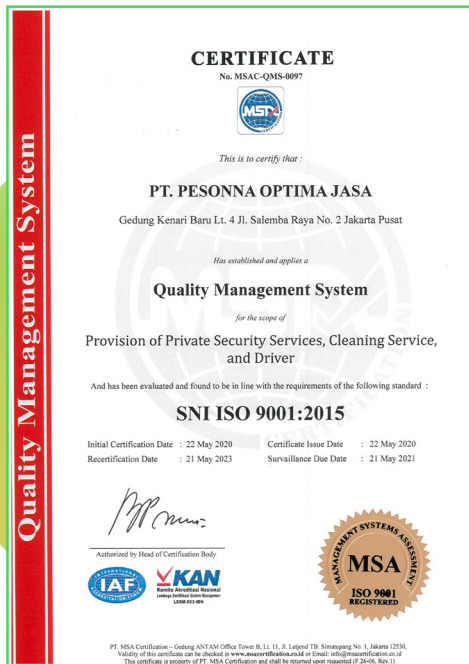 Quality Management System
CERTIFICATE
No. MSAC-QMS-0097
This is to certify that :
PT. PESONNA OPTIMA JASA
Gedung Kenari Baru Lt. 4 Jl. Salemba Raya No. 2 Jakarta Pusat
Has established and applies a
Quality Management System
for the scope of
Provision of Private Security Services, Cleaning Service,
and Driver
And has been evaluated and found to be in line with the requirements of the following standard :
SNI ISO 9001:2015
Initial Certification Date : 22 May 2020 Certificate Issue Date : 22 May 2020
Recertification Date : 21 May 2023 Survaillance Due Date : 21 May 2021
Authorized by Head of Certification Body
IAF
KAN
Komite Akreditasi Nasional
Lembaga Sertifikasi Sistem Manajemen
LSSM-013-IDN
MANAGEMENT SYSTEMS ASSESSMENT
MSA
ISO 9001
REGISTERED
PT. MSA Certification – Gedung ANTAM Office Tower B, Lt. 11, Jl. Letjend TB. Simatupang No. 1, Jakarta 12530,
Validity of this certificate can be checked in www.msacertification.co.id or Email: info@msacertification.co.id
This certificate is property of PT. MSA Certification and shall be returned upon requested (F.26-06, Rev.1)